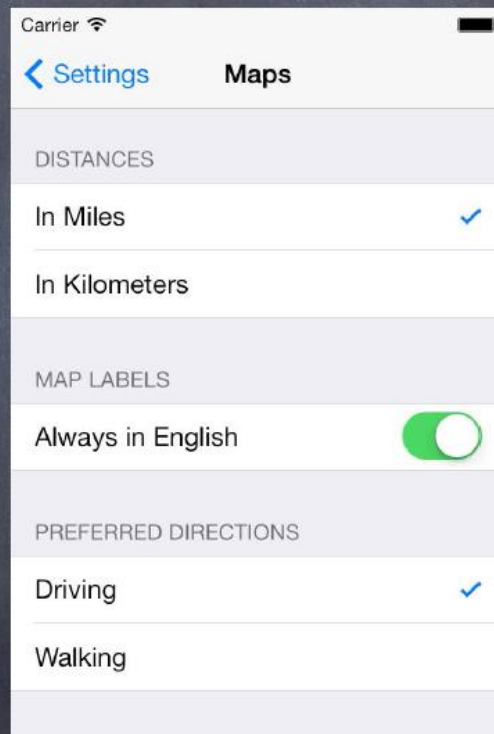 Carrier
Settings Maps
DISTANCES
In Miles
In Kilometers
MAP LABELS
Always in English
PREFERRED DIRECTIONS
Driving
Walking